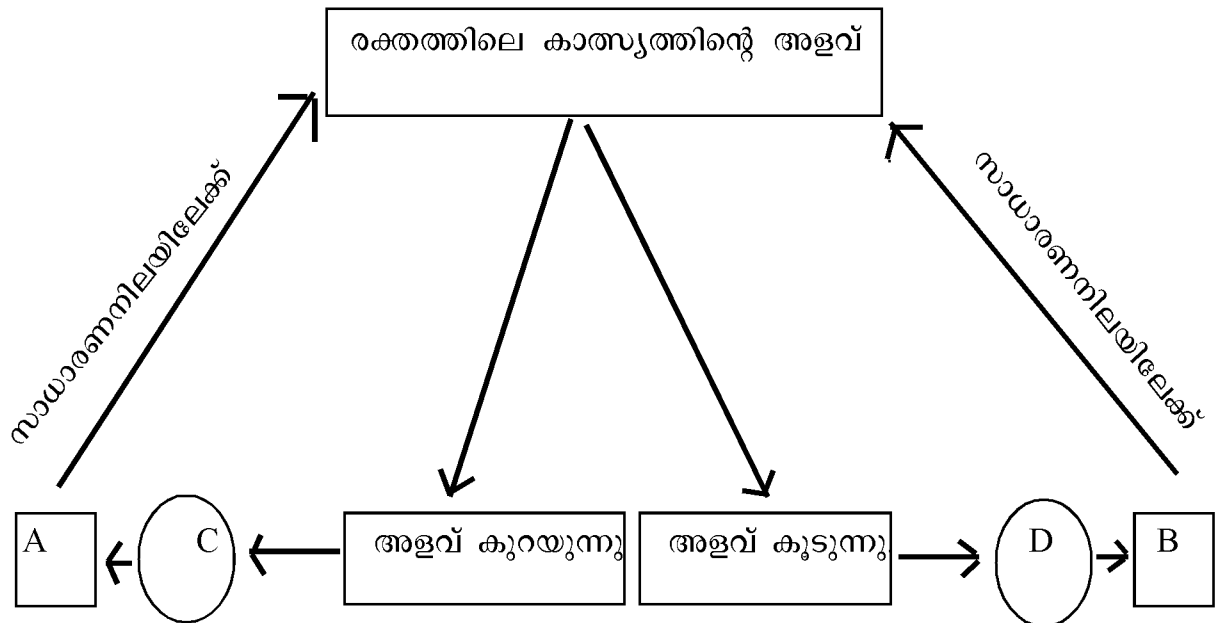 രക്തത്തിലെ കാത്സ്യത്തിന്റെ അളവ്
സാധാരണനിലയിലേക്ക്
സാധാരണനിലയിലേക്ക്
A
C
അളവ് കുറയുന്നു
അളവ് കൂടുന്നു
D
B